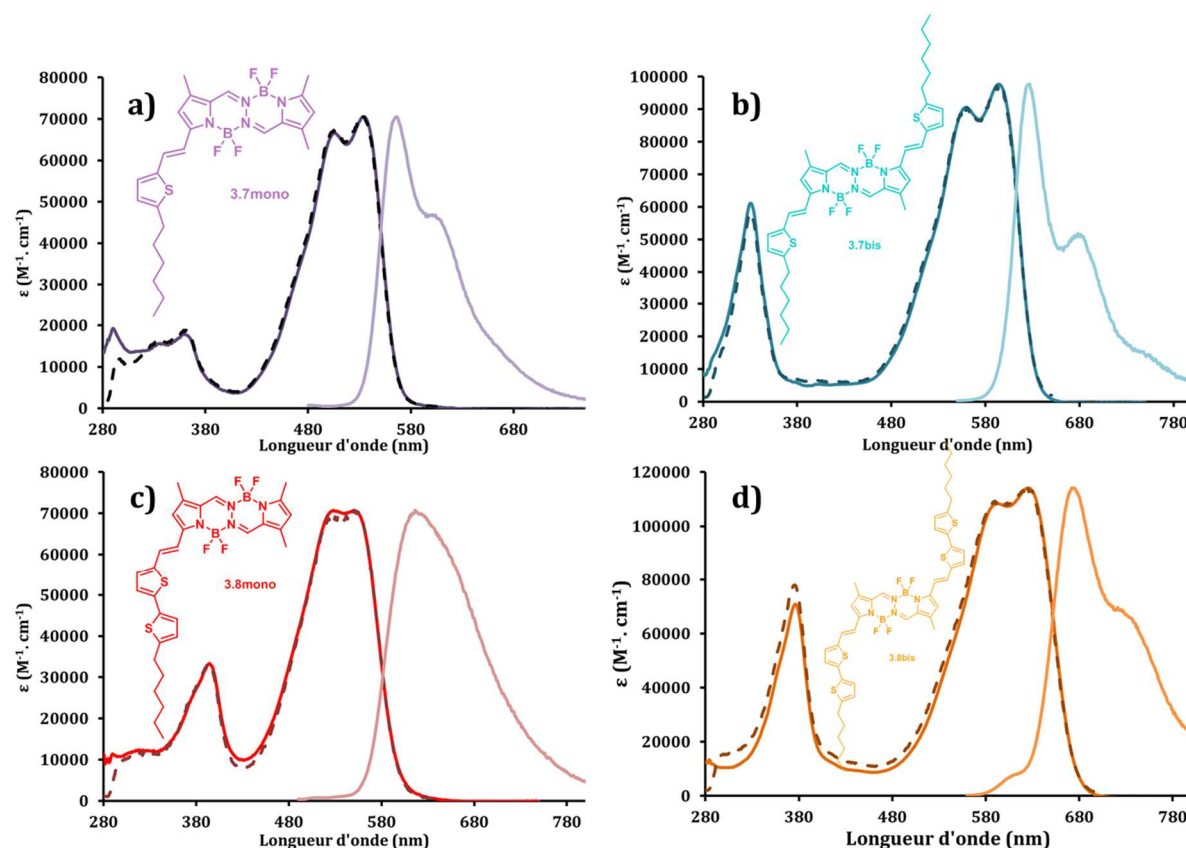 a)
ε (M⁻¹. cm⁻¹)
80000
70000
60000
50000
40000
30000
20000
10000
0
F F
B
N N
N N
B
F F
S
3.7mono
280 380 480 580 680
Longueur d'onde (nm)
b)
ε (M⁻¹. cm⁻¹)
100000
90000
80000
70000
60000
50000
40000
30000
20000
10000
0
S
F F
B
N N
N N
B
F F
S
3.7bis
280 380 480 580 680 780
Longueur d'onde (nm)
c)
ε (M⁻¹. cm⁻¹)
80000
70000
60000
50000
40000
30000
20000
10000
0
F F
B
N N
N N
B
F F
S
S
3.8mono
280 380 480 580 680 780
Longueur d'onde (nm)
d)
ε (M⁻¹. cm⁻¹)
120000
100000
80000
60000
40000
20000
0
S
S
F F
B
N N
N N
B
F F
S
S
3.8bis
280 380 480 580 680 780
Longueur d'onde (nm)